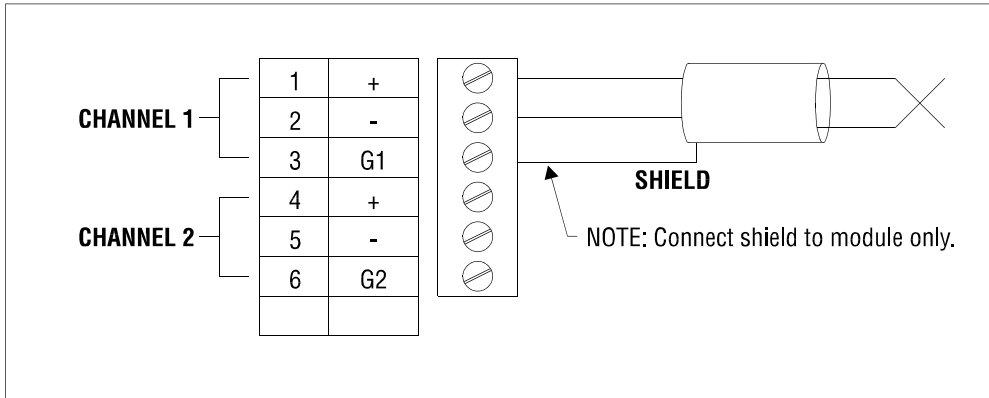 CHANNEL 1
1 +
2 -
3 G1
CHANNEL 2
4 +
5 -
6 G2
SHIELD
NOTE: Connect shield to module only.